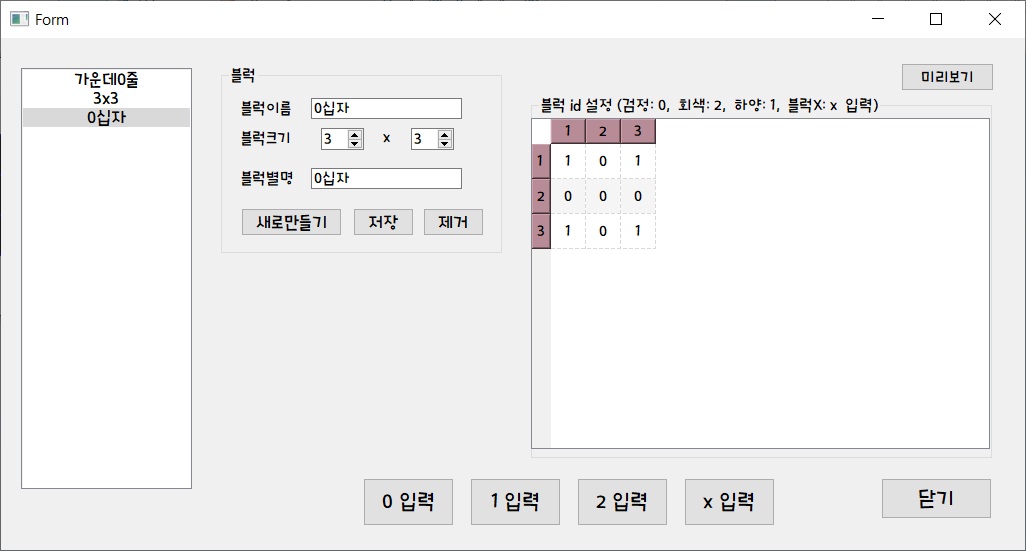 Form
가운데0줄
3x3
0십자
블럭
블럭이름 0십자
블럭크기 3 x 3
블럭별명 0십자
새로만들기 저장 제거
미리보기
블럭 id 설정 (검정: 0, 회색: 2, 하양: 1, 블럭X: x 입력)
1 2 3
1 1 0 1
2 0 0 0
3 1 0 1
0 입력 1 입력 2 입력 x 입력 닫기